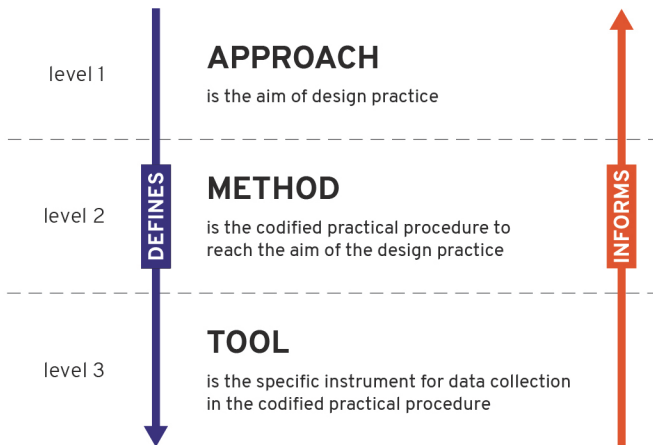 level 1
APPROACH
is the aim of design practice
DEFINES
INFORMS
level 2
METHOD
is the codified practical procedure to
reach the aim of the design practice
level 3
TOOL
is the specific instrument for data collection
in the codified practical procedure